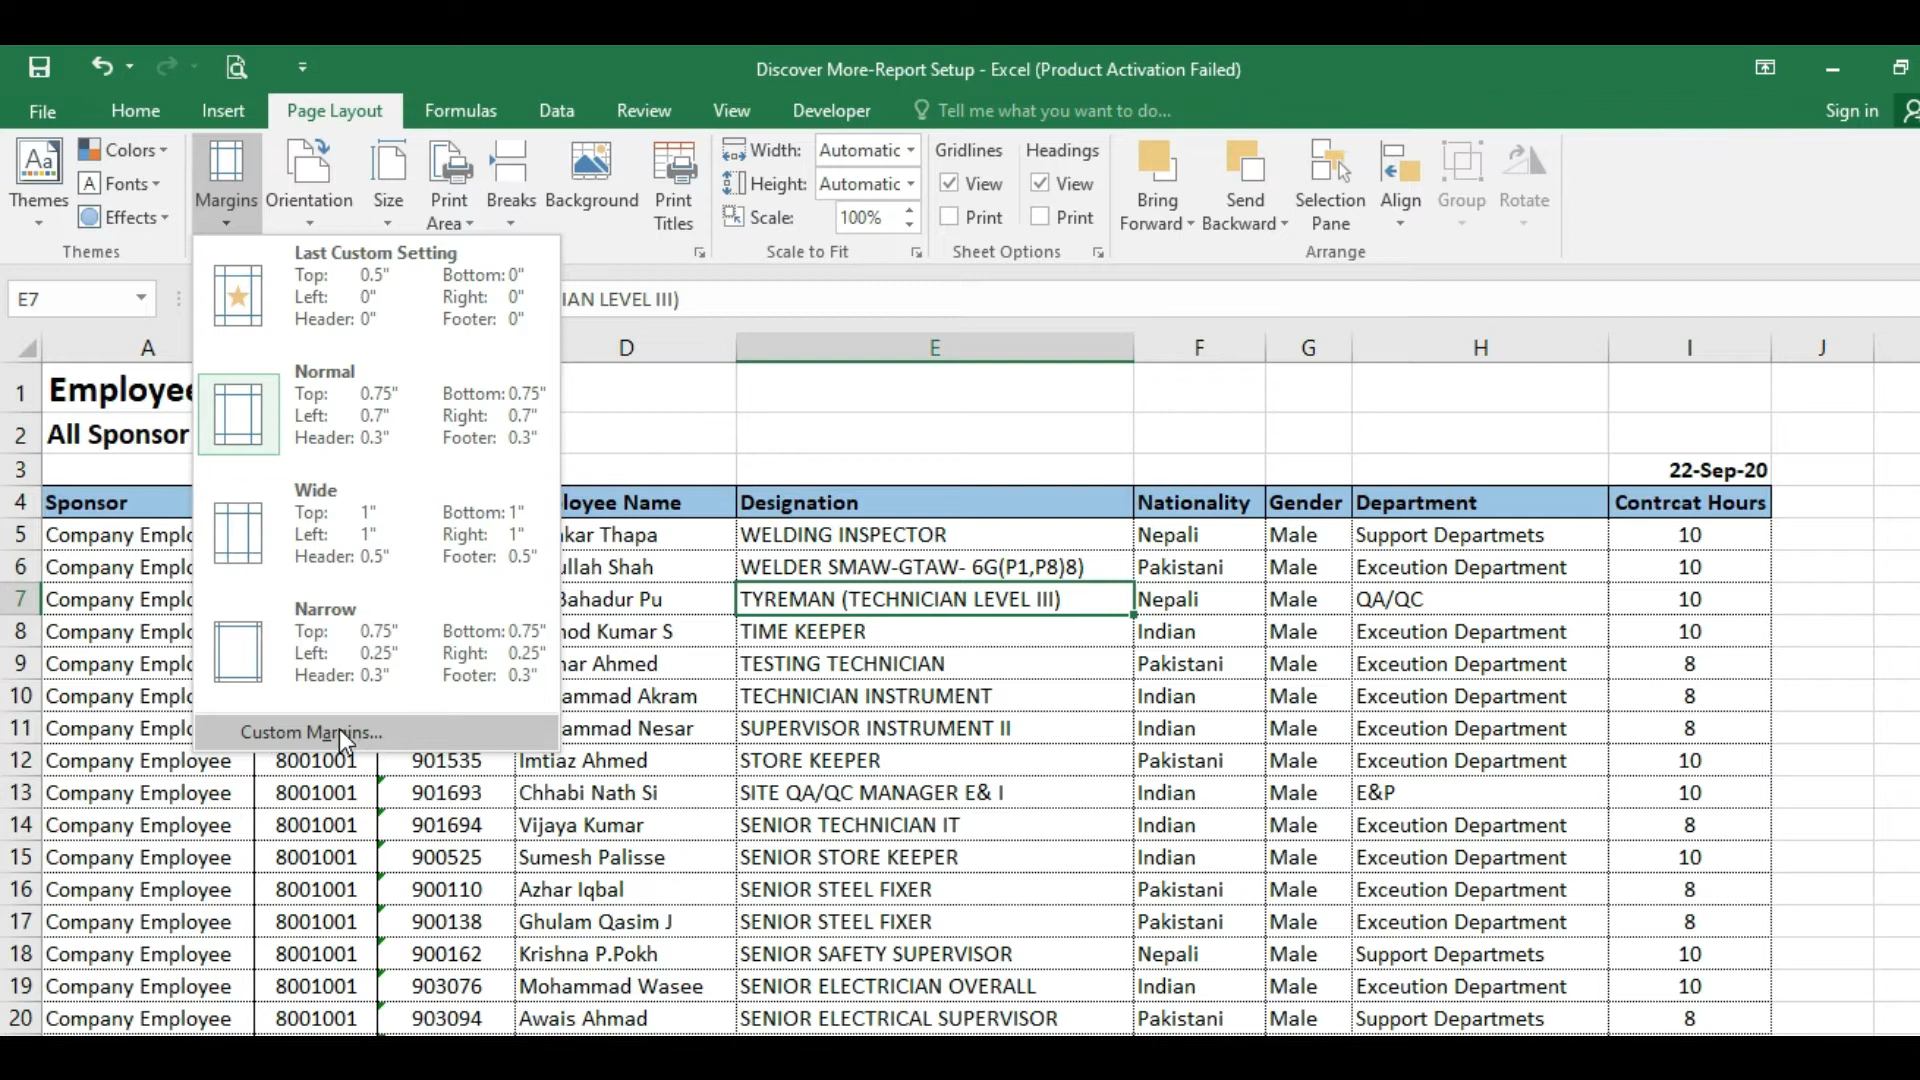 Discover More-Report Setup - Excel (Product Activation Failed)
File Home Insert Page Layout Formulas Data Review View Developer Tell me what you want to do... Sign in
Aa Colors Width: Automatic Gridlines Headings
A Fonts Height: Automatic View View
Themes Effects Margins Orientation Size Print Area Breaks Background Print Titles Scale: 100% Print Print Bring Forward Send Backward Selection Pane Align Group Rotate
Themes Scale to Fit Sheet Options Arrange
Last Custom Setting
Top: 0.5" Bottom: 0"
Left: 0" Right: 0"
Header: 0" Footer: 0"
Normal
Top: 0.75" Bottom: 0.75"
Left: 0.7" Right: 0.7"
Header: 0.3" Footer: 0.3"
Wide
Top: 1" Bottom: 1"
Left: 1" Right: 1"
Header: 0.5" Footer: 0.5"
Narrow
Top: 0.75" Bottom: 0.75"
Left: 0.25" Right: 0.25"
Header: 0.3" Footer: 0.3"
Custom Margins...
E7 IAN LEVEL III)
A D E F G H I J
1 Employee
2 All Sponsor
3 22-Sep-20
4 Sponsor loyee Name Designation Nationality Gender Department Contrcat Hours
5 Company Emplo kar Thapa WELDING INSPECTOR Nepali Male Support Departmets 10
6 Company Emplo ullah Shah WELDER SMAW-GTAW- 6G(P1,P8)8) Pakistani Male Exceution Department 10
7 Company Emplo Bahadur Pu TYREMAN (TECHNICIAN LEVEL III) Nepali Male QA/QC 10
8 Company Emplo nod Kumar S TIME KEEPER Indian Male Exceution Department 10
9 Company Emplo ar Ahmed TESTING TECHNICIAN Pakistani Male Exceution Department 8
10 Company Emplo ammad Akram TECHNICIAN INSTRUMENT Indian Male Exceution Department 8
11 Company Emplo ammad Nesar SUPERVISOR INSTRUMENT II Indian Male Exceution Department 8
12 Company Employee 8001001 901535 Imtiaz Ahmed STORE KEEPER Pakistani Male Exceution Department 10
13 Company Employee 8001001 901693 Chhabi Nath Si SITE QA/QC MANAGER E& I Indian Male E&P 10
14 Company Employee 8001001 901694 Vijaya Kumar SENIOR TECHNICIAN IT Indian Male Exceution Department 10
15 Company Employee 8001001 900525 Sumesh Palisse SENIOR STORE KEEPER Indian Male Exceution Department 10
16 Company Employee 8001001 900110 Azhar Iqbal SENIOR STEEL FIXER Pakistani Male Exceution Department 8
17 Company Employee 8001001 900138 Ghulam Qasim J SENIOR STEEL FIXER Pakistani Male Exceution Department 8
18 Company Employee 8001001 900162 Krishna P.Pokh SENIOR SAFETY SUPERVISOR Nepali Male Support Departmets 10
19 Company Employee 8001001 903076 Mohammad Wasee SENIOR ELECTRICIAN OVERALL Indian Male Exceution Department 10
20 Company Employee 8001001 903094 Awais Ahmad SENIOR ELECTRICAL SUPERVISOR Pakistani Male Support Departmets 8